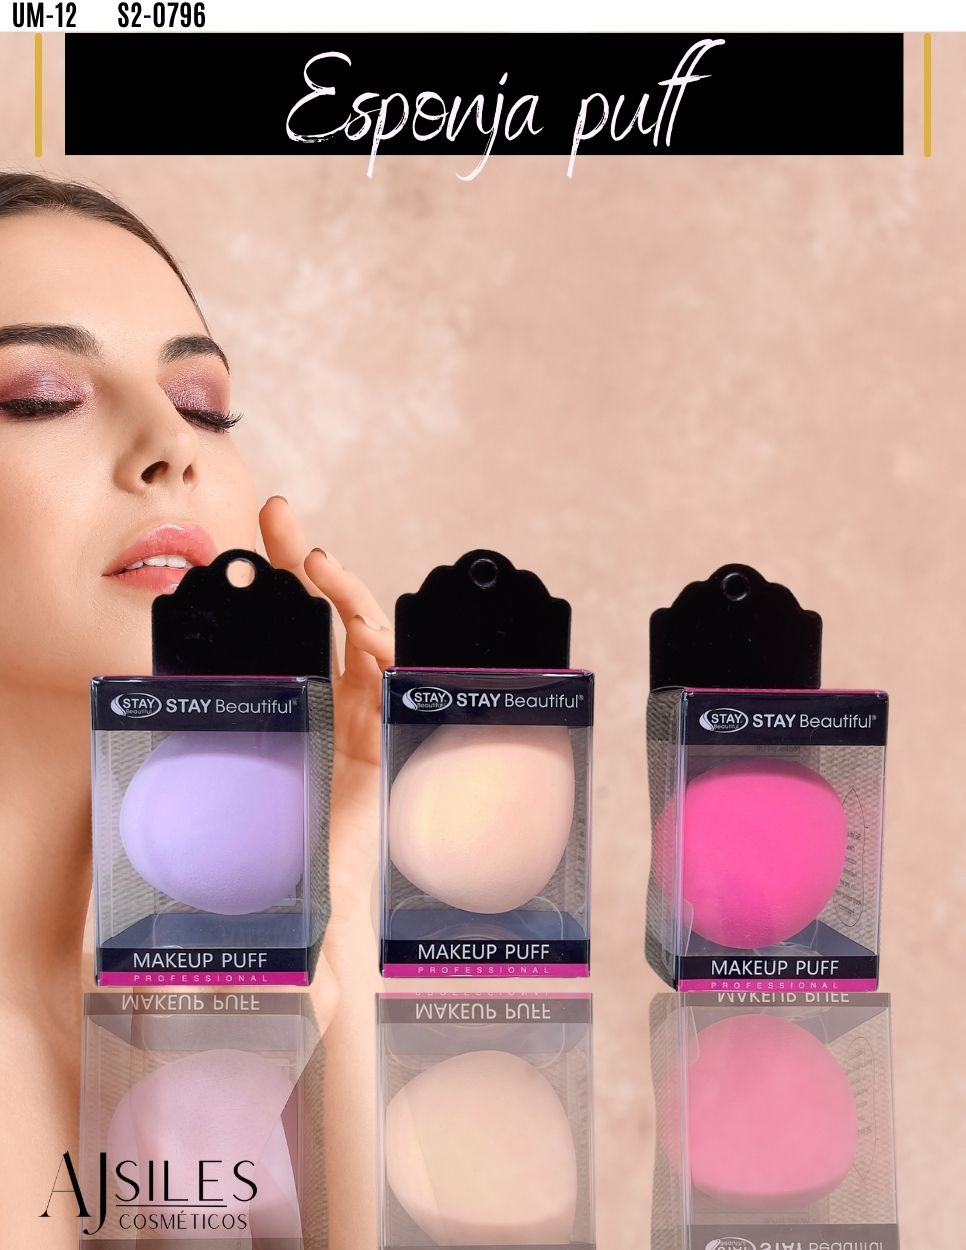 UM-12 S2-0796
Esponja puff
STAY Beautiful STAY Beautiful®
STAY Beautiful STAY Beautiful®
STAY Beautiful STAY Beautiful®
MAKEUP PUFF
PROFESSIONAL
MAKEUP PUFF
PROFESSIONAL
MAKEUP PUFF
PROFESSIONAL
AJSILES
COSMÉTICOS